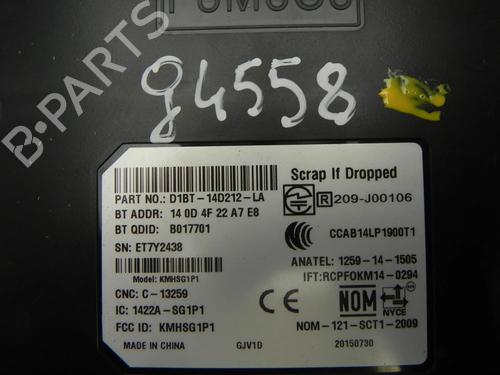 g4558
B-PARTS
Scrap If Dropped
PART NO.: D1BT-14D212-LA
R 209-J00106
BT ADDR: 14 0D 4F 22 A7 E8
BT QDID: B017701
CCAB14LP1900T1
SN: ET7Y2438
ANATEL: 1259-14-1505
Model: KMHSG1P1
IFT:RCPFOKM14-0294
CNC: C-13259
IC: 1422A-SG1P1
CE
NOM
NYCE
FCC ID: KMHSG1P1
NOM-121-SCT1-2009
MADE IN CHINA
GJV1D
20150730